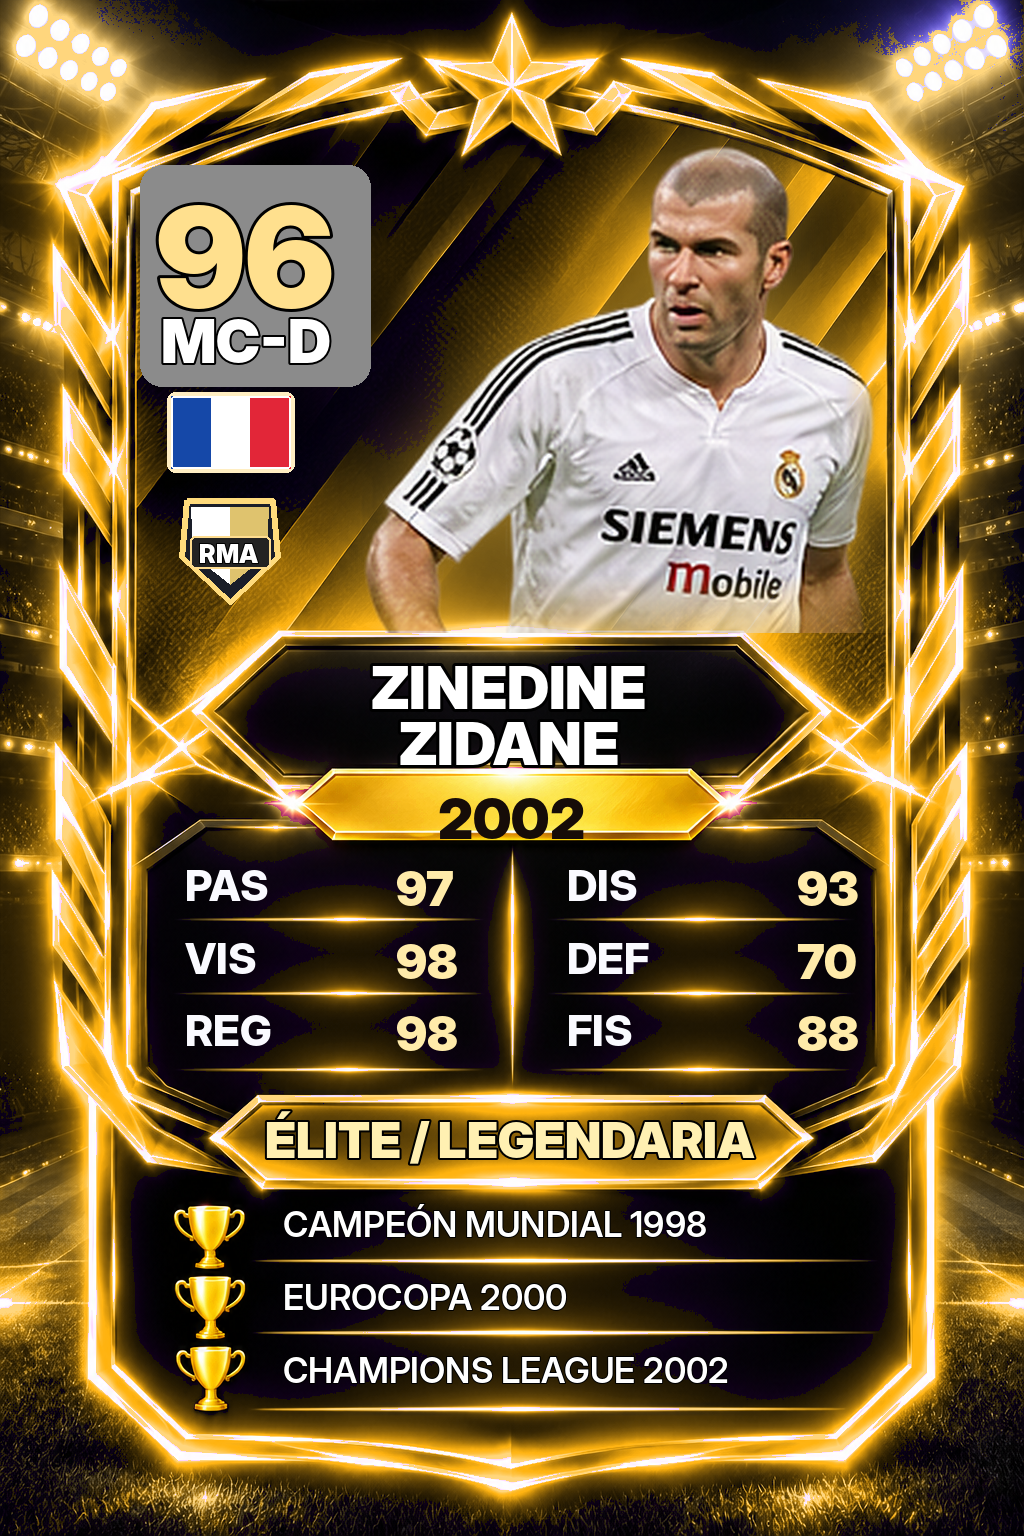 96
MC-D
RMA
SIEMENS
mobile
ZINEDINE
ZIDANE
2002
PAS 97 DIS 93
VIS 98 DEF 70
REG 98 FIS 88
ÉLITE / LEGENDARIA
CAMPEÓN MUNDIAL 1998
EUROCOPA 2000
CHAMPIONS LEAGUE 2002